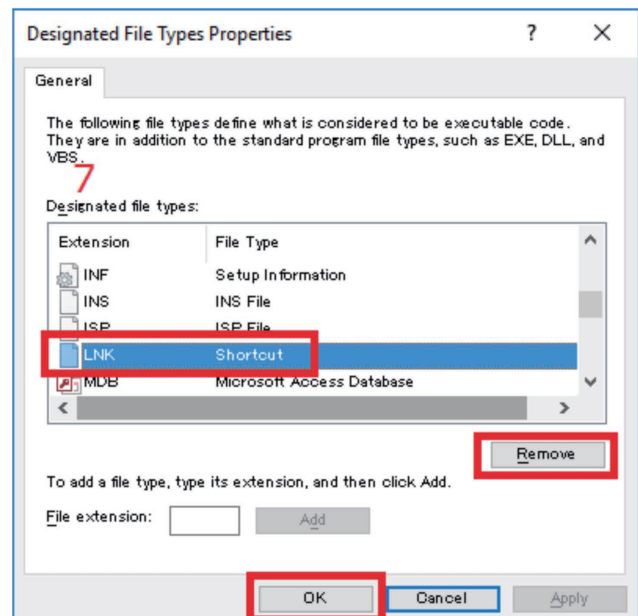 Designated File Types Properties
?
General
The following file types define what is considered to be executable code.
They are in addition to the standard program file types, such as EXE, DLL, and
VBS.
7
Designated file types:
Extension File Type
INF Setup Information
INS INS File
ISP ISP File
LNK Shortcut
MDB Microsoft Access Database
Remove
To add a file type, type its extension, and then click Add.
File extension: Add
OK Cancel Apply